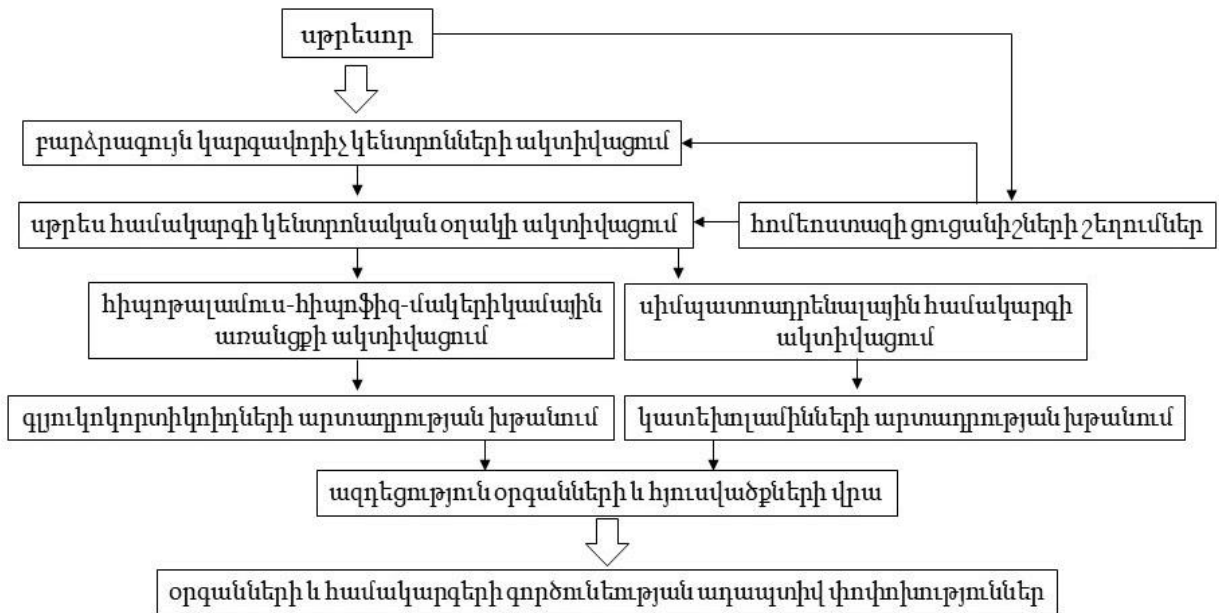 սթրեսոր
բարձրագույն կարգավորիչ կենտրոնների ակտիվացում
սթրես համակարգի կենտրոնական օղակի ակտիվացում
հոմեոստազի ցուցանիշների շեղումներ
հիպոթալամուս-հիպոֆիզ-մակերիկամային
առանցքի ակտիվացում
սիմպատոադրենալային համակարգի
ակտիվացում
գլյուկոկորտիկոիդների արտադրության խթանում
կատեխոլամինների արտադրության խթանում
ազդեցություն օրգանների և հյուսվածքների վրա
օրգանների և համակարգերի գործունեության ադապտիվ փոփոխություններ